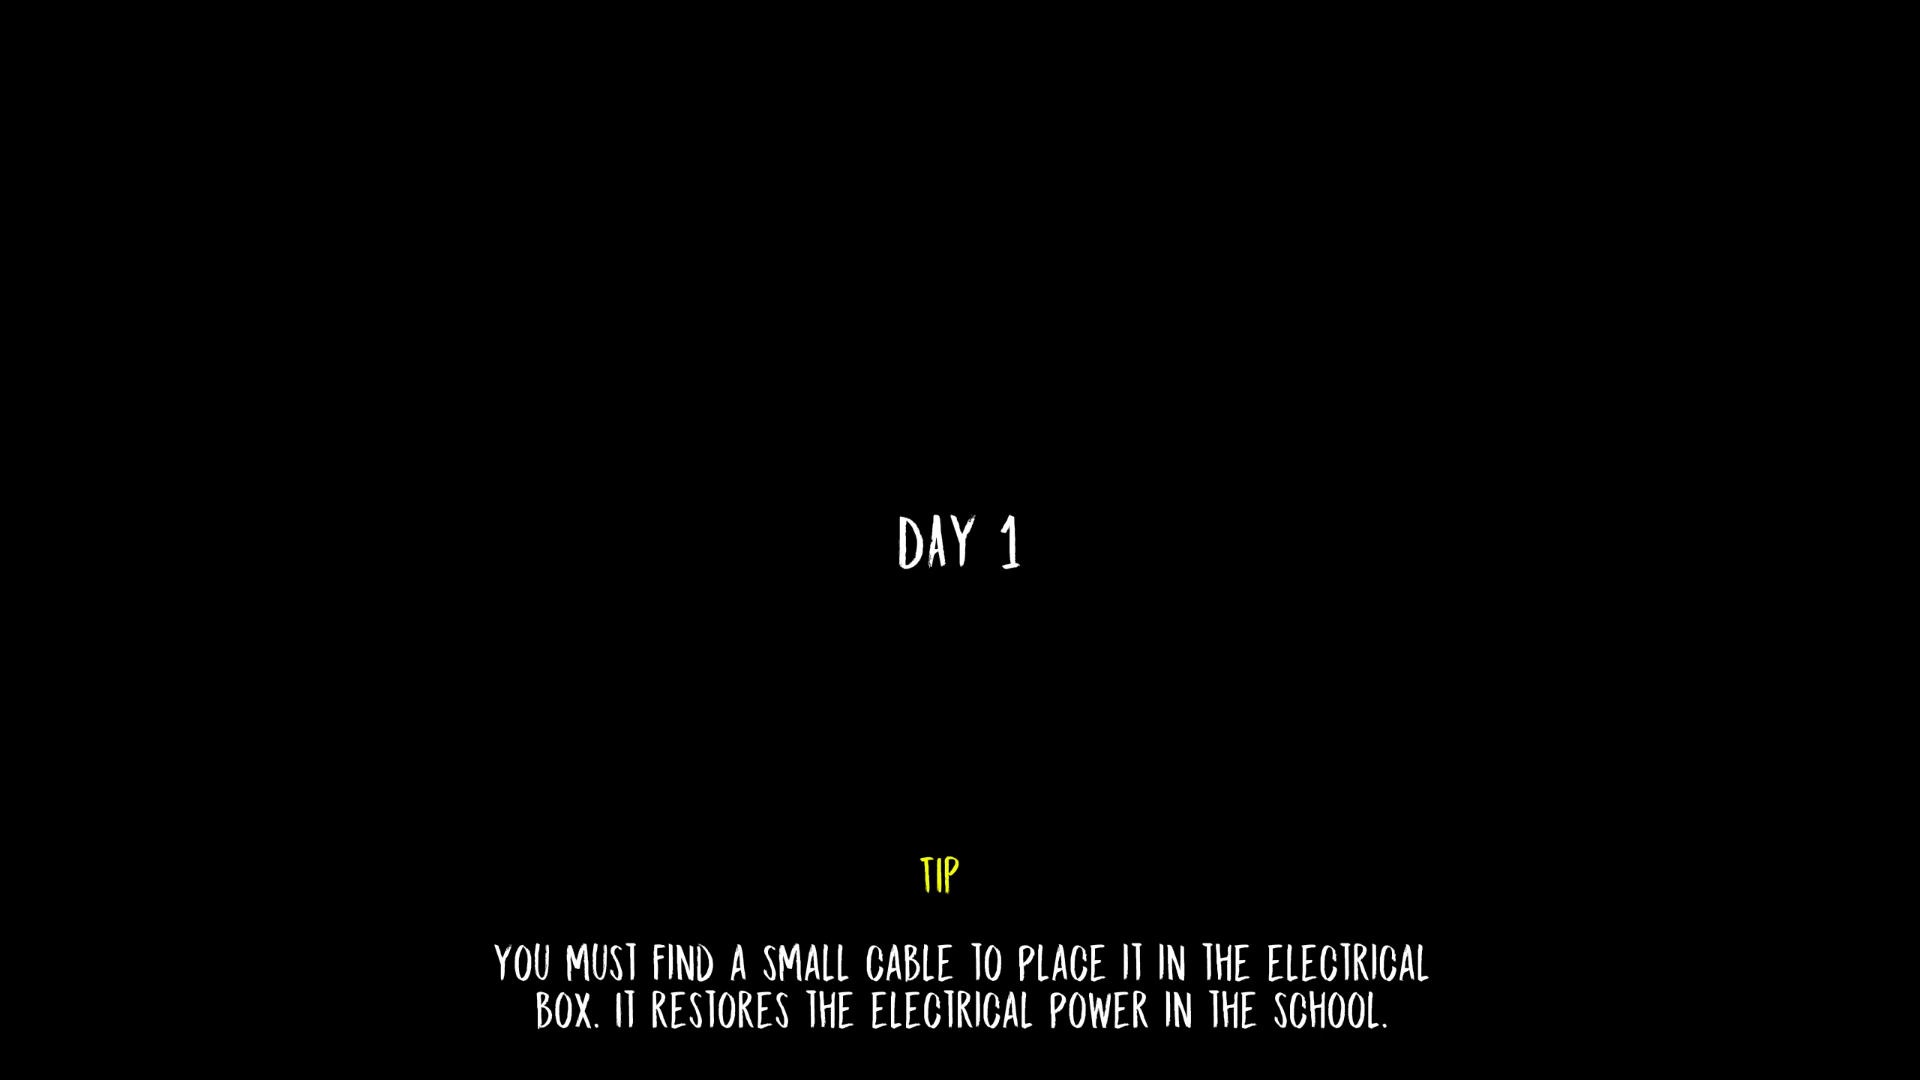 DAY 1
TIP
YOU MUST FIND A SMALL CABLE TO PLACE IT IN THE ELECTRICAL
BOX. IT RESTORES THE ELECTRICAL POWER IN THE SCHOOL.